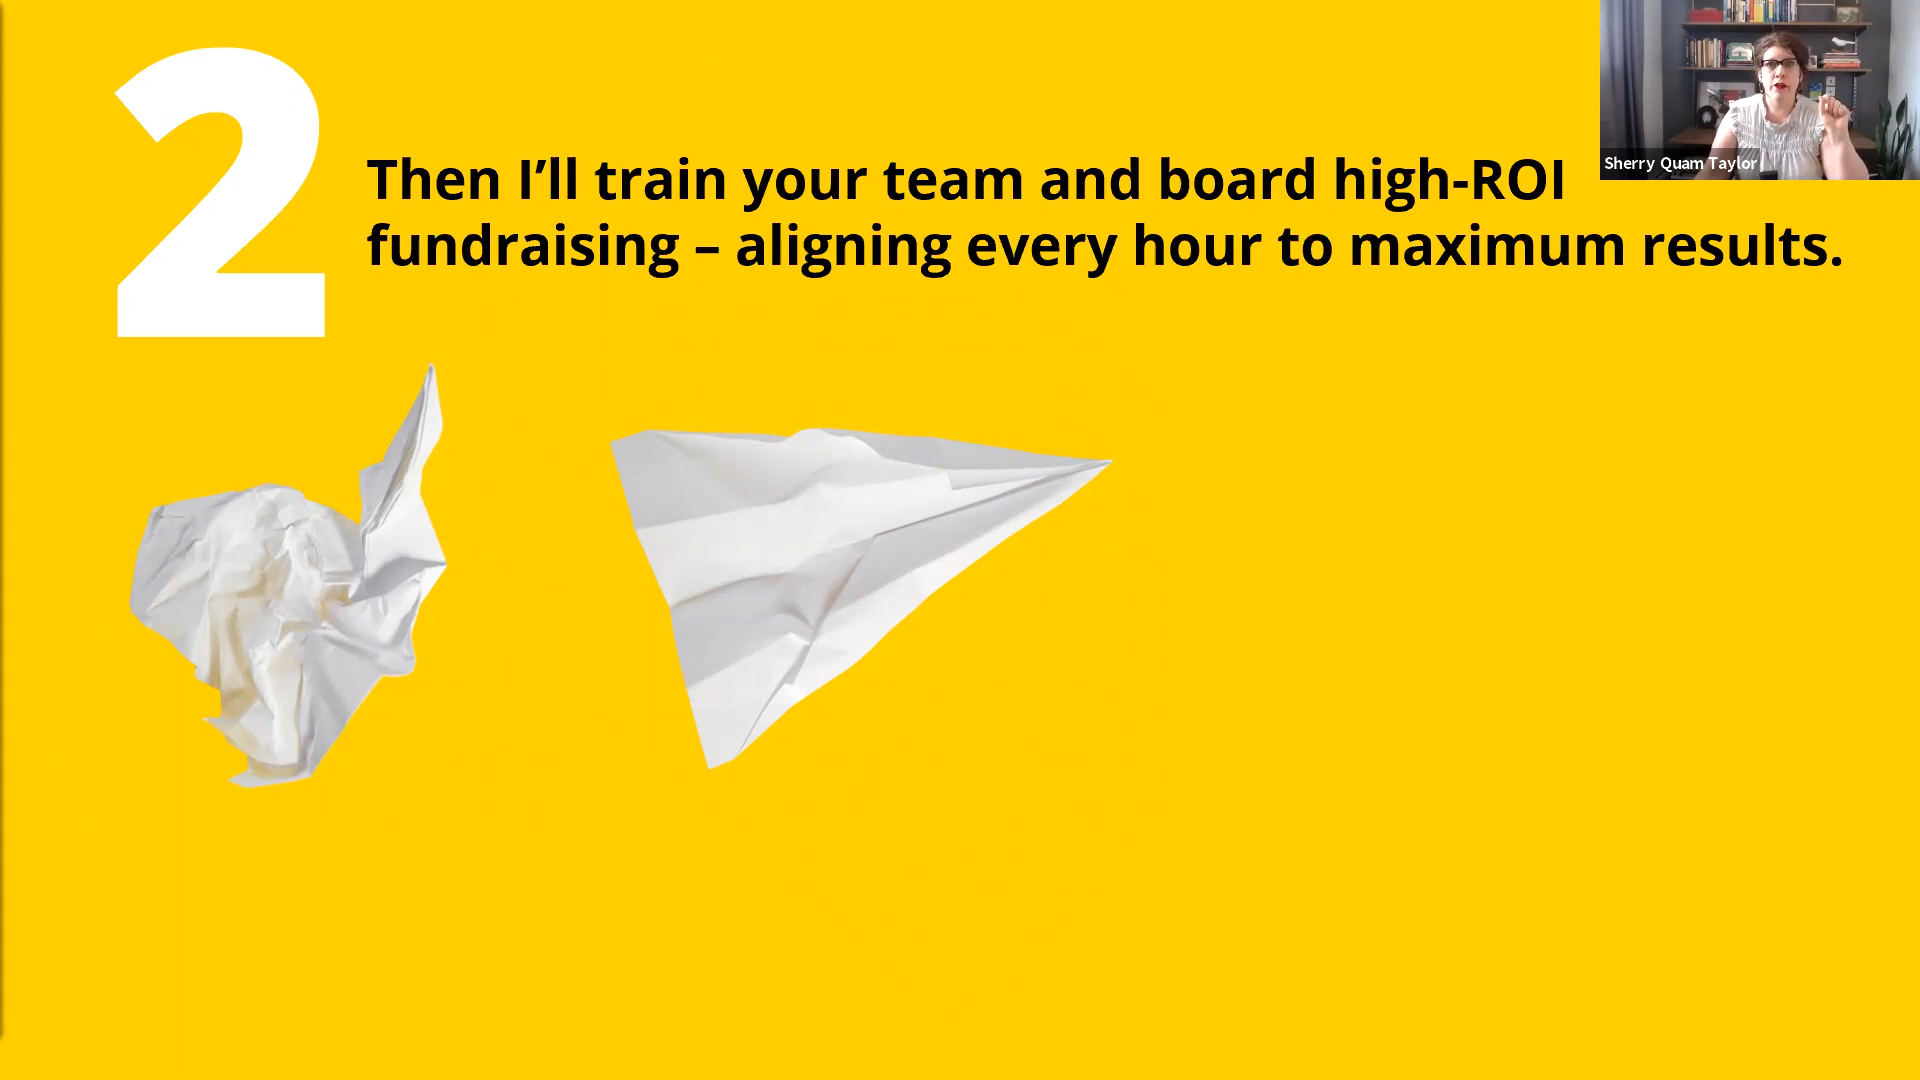 2
Then I’ll train your team and board high-ROI
fundraising – aligning every hour to maximum results.
Sherry Quam Taylor